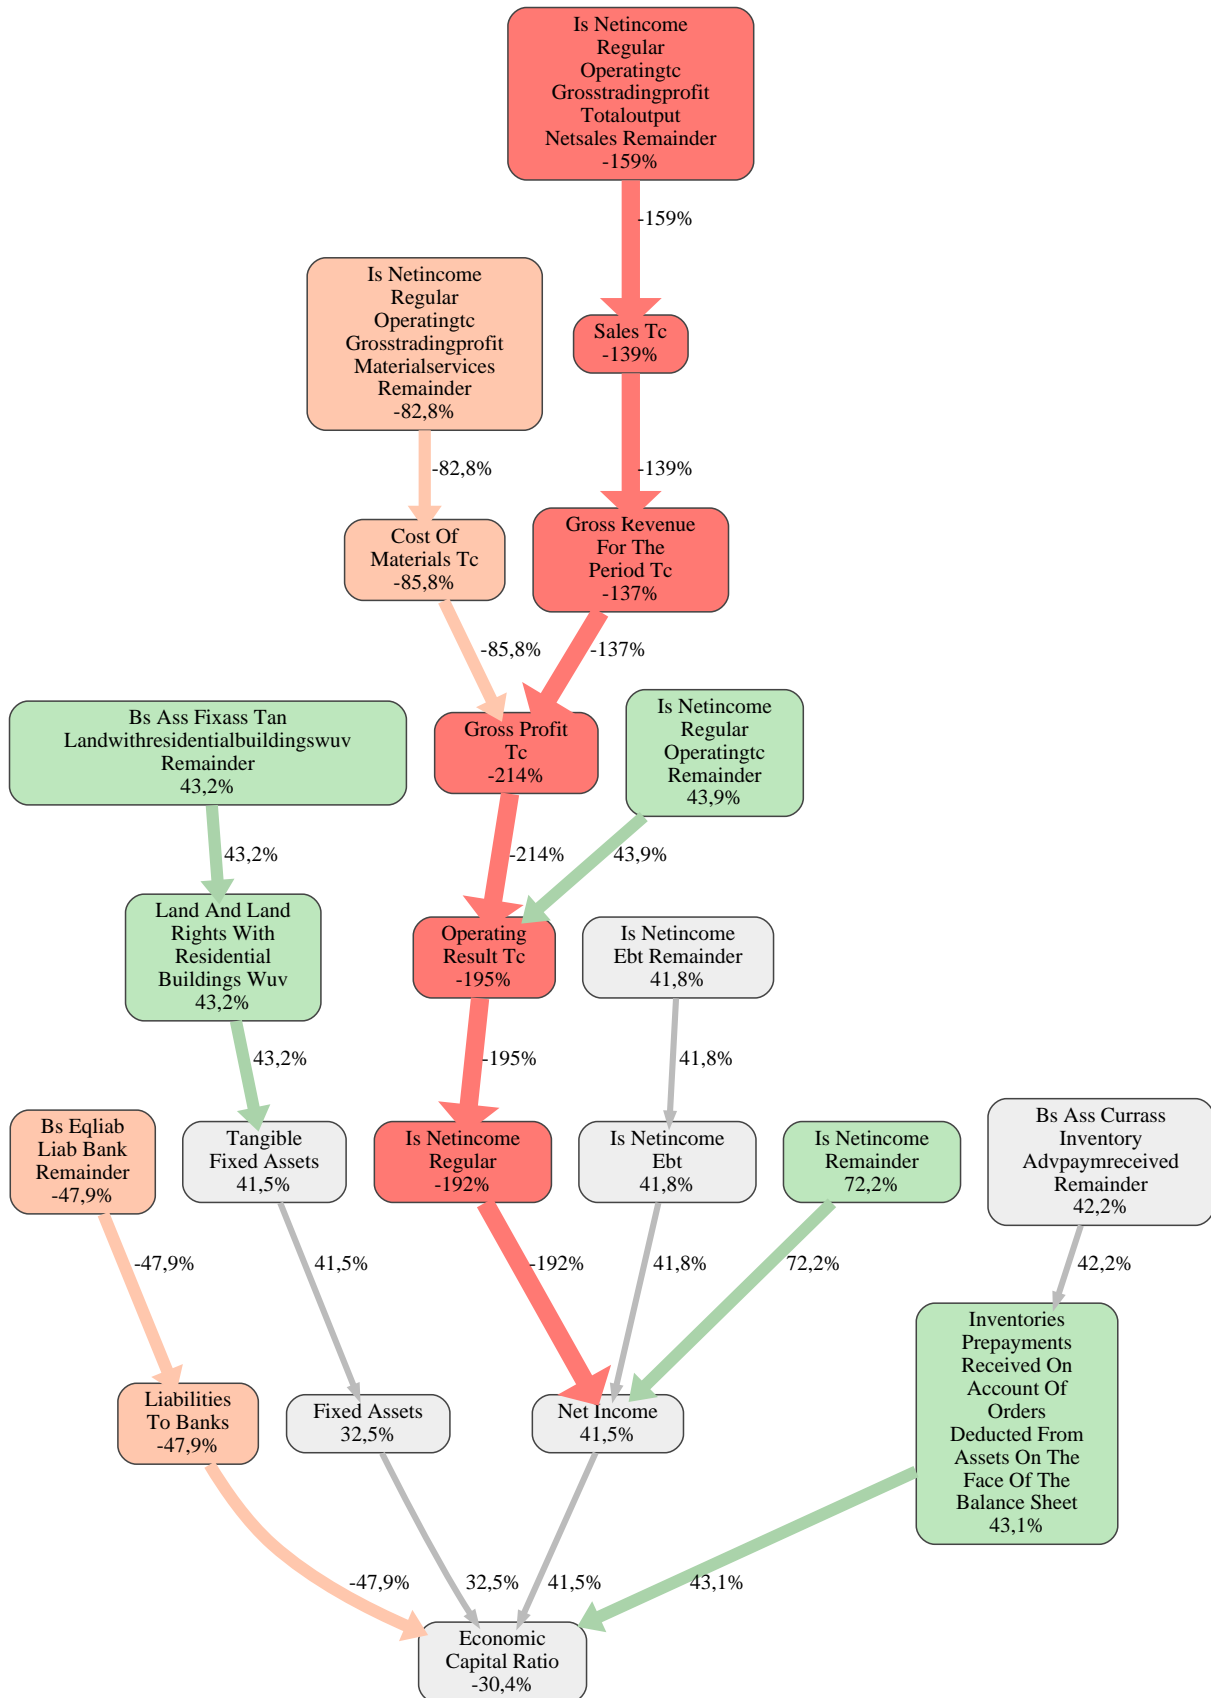 Is Netincome
Regular
Operatingtc
Grosstradingprofit
Totaloutput
Netsales Remainder
-159%
-159%
Is Netincome
Regular
Operatingtc
Grosstradingprofit
Materialservices
Remainder
-82,8%
Sales Tc
-139%
-82,8%
-139%
Cost Of
Materials Tc
-85,8%
Gross Revenue
For The
Period Tc
-137%
-85,8%
-137%
Bs Ass Fixass Tan
Landwithresidentialbuildingswuv
Remainder
43,2%
Gross Profit
Tc
-214%
Is Netincome
Regular
Operatingtc
Remainder
43,9%
43,2%
-214%
43,9%
Land And Land
Rights With
Residential
Buildings Wuv
43,2%
Operating
Result Tc
-195%
Is Netincome
Ebt Remainder
41,8%
43,2%
-195%
41,8%
Bs Eqliab
Liab Bank
Remainder
-47,9%
Tangible
Fixed Assets
41,5%
Is Netincome
Regular
-192%
Is Netincome
Ebt
41,8%
Is Netincome
Remainder
72,2%
Bs Ass Currass
Inventory
Advpaymreceived
Remainder
42,2%
-47,9%
41,5%
-192%
41,8%
72,2%
42,2%
Liabilities
To Banks
-47,9%
Fixed Assets
32,5%
Net Income
41,5%
Inventories
Prepayments
Received On
Account Of
Orders
Deducted From
Assets On The
Face Of The
Balance Sheet
43,1%
-47,9%
32,5%
41,5%
43,1%
Economic
Capital Ratio
-30,4%